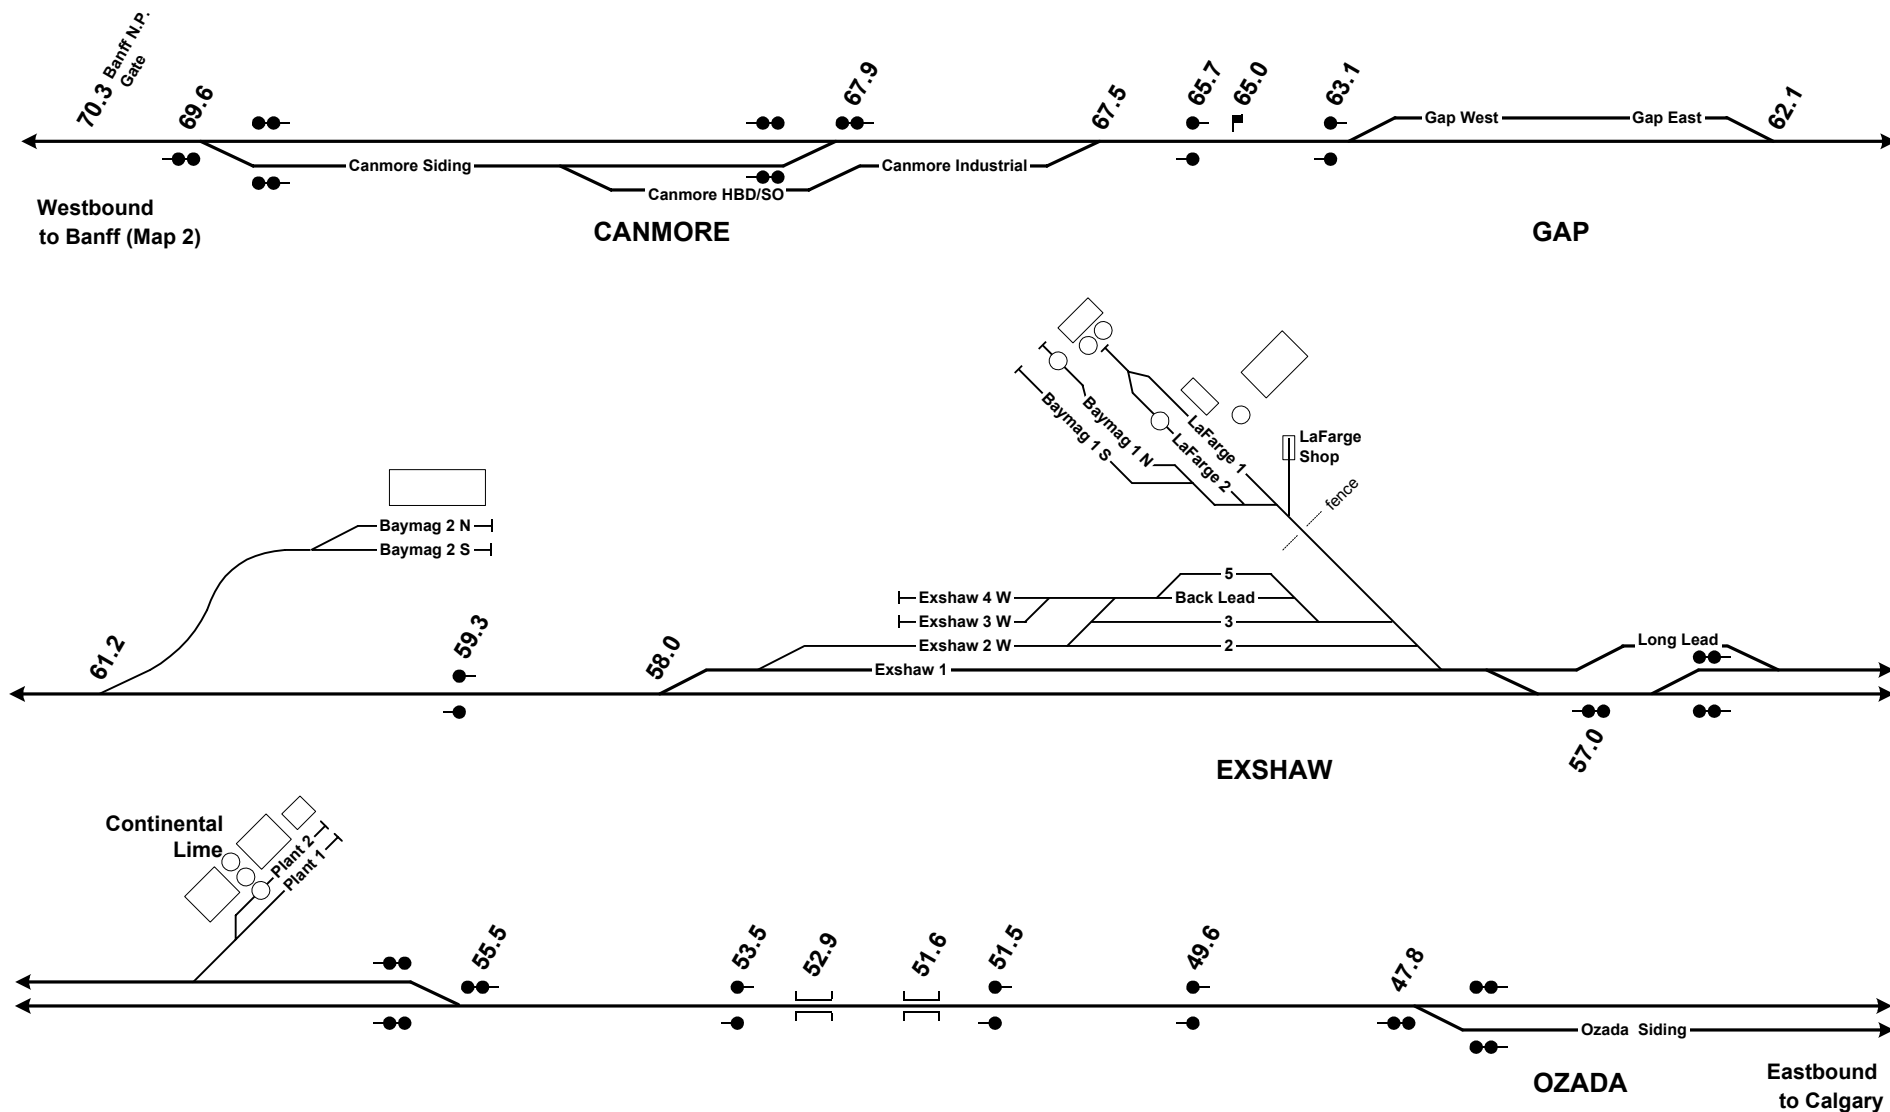 70.3 Banff N.P.
Gate
69.6
67.9
67.5
65.7
65.0
63.1
62.1
Gap West
Gap East
Canmore Siding
Canmore Industrial
Canmore HBD/SO
Westbound
to Banff (Map 2)
CANMORE
GAP
Baymag 1 S
Baymag 1 N
LaFarge 2
LaFarge 1
LaFarge
Shop
fence
Baymag 2 N
Baymag 2 S
5
Exshaw 4 W
Back Lead
Exshaw 3 W
3
Exshaw 2 W
2
Long Lead
Exshaw 1
61.2
59.3
58.0
57.0
EXSHAW
Continental
Lime
Plant 2
Plant 1
55.5
53.5
52.9
51.6
51.5
49.6
47.8
Ozada Siding
OZADA
Eastbound
to Calgary